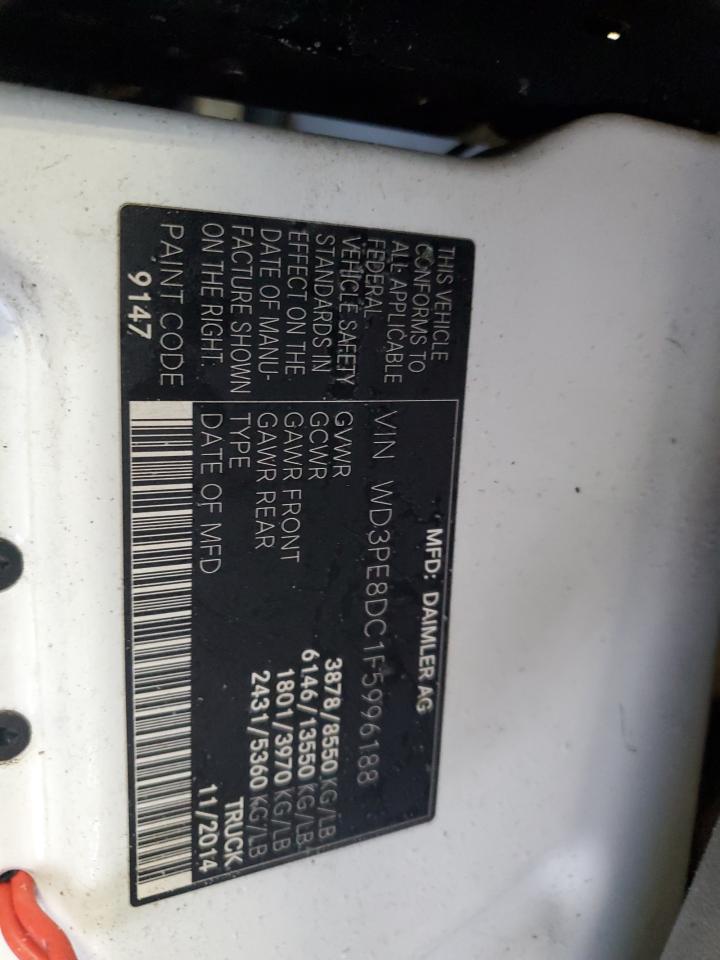 THIS VEHICLE
CONFORMS TO
ALL APPLICABLE
FEDERAL
VEHICLE SAFETY
STANDARDS IN
EFFECT ON THE
DATE OF MANU-
FACTURE SHOWN
ON THE RIGHT
PAINT CODE
9147
MFD: DAIMLER AG
VIN WD3PE8DC1F5996188
GVWR 3878/8550 KG/LB
GCWR 6146/13550 KG/LB
GAWR FRONT 1801/3970 KG/LB
GAWR REAR 2431/5360 KG/LB
TYPE TRUCK
DATE OF MFD 11/2014